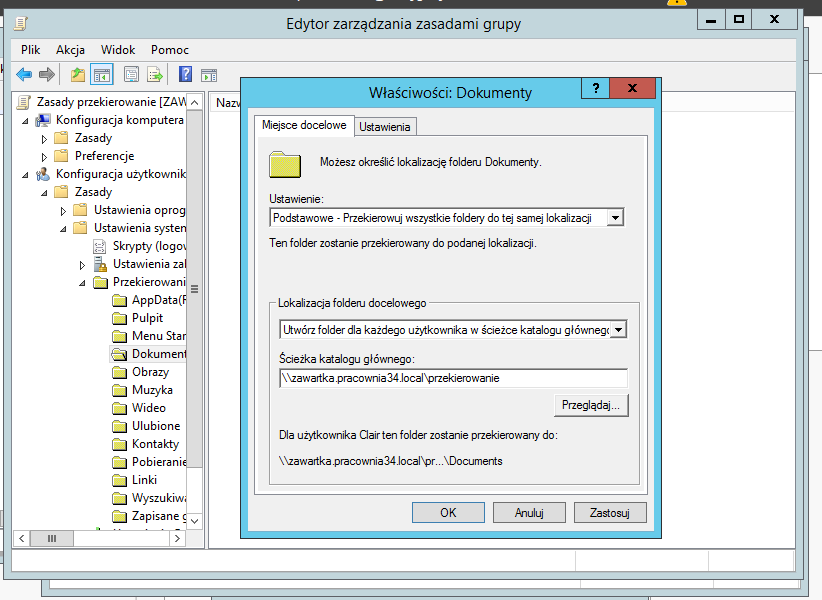 Edytor zarządzania zasadami grupy
Plik Akcja Widok Pomoc
Zasady przekierowanie [ZAW
Konfiguracja komputera
Zasady
Preferencje
Konfiguracja użytkownik
Zasady
Ustawienia oprog
Ustawienia system
Skrypty (logow
Ustawienia zab
Przekierowani
AppData(R
Pulpit
Menu Star
Dokument
Obrazy
Muzyka
Wideo
Ulubione
Kontakty
Pobieranie
Linki
Wyszukiwa
Zapisane g
Nazw
Właściwości: Dokumenty
Miejsce docelowe Ustawienia
Możesz określić lokalizację folderu Dokumenty.
Ustawienie:
Podstawowe - Przekierowuj wszystkie foldery do tej samej lokalizacji
Ten folder zostanie przekierowany do podanej lokalizacji.
Lokalizacja folderu docelowego
Utwórz folder dla każdego użytkownika w ścieżce katalogu głównego
Ścieżka katalogu głównego:
\\zawartka.pracownia34.local\przekierowanie
Przeglądaj...
Dla użytkownika Clair ten folder zostanie przekierowany do:
\\zawartka.pracownia34.local\pr...\Documents
OK Anuluj Zastosuj